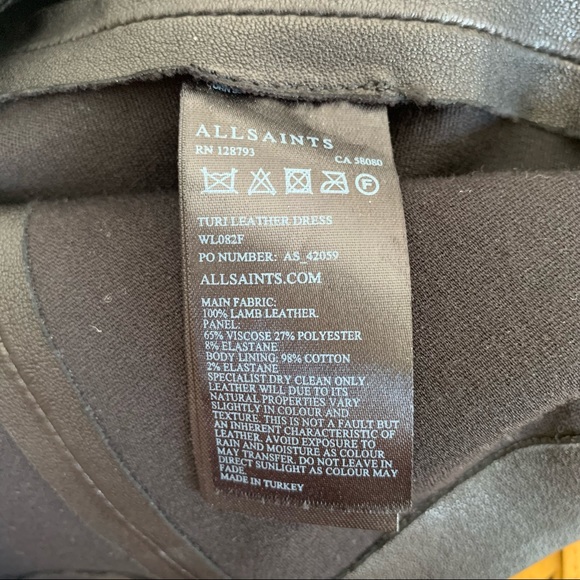 ALLSAINTS
RN 128793 CA 58080
F
TURI LEATHER DRESS
WL082F
PO NUMBER: AS_42059
ALLSAINTS.COM
MAIN FABRIC:
100% LAMB LEATHER.
PANEL:
65% VISCOSE 27% POLYESTER
8% ELASTANE
BODY LINING: 98% COTTON
2% ELASTANE
SPECIALIST DRY CLEAN ONLY
LEATHER WILL DUE TO ITS
NATURAL PROPERTIES VARY
SLIGHTLY IN COLOUR AND
TEXTURE. THIS IS NOT A FAULT BUT
AN INHERENT CHARACTERISTIC OF
LEATHER. AVOID EXPOSURE TO
RAIN AND MOISTURE AS COLOUR
MAY TRANSFER. DO NOT LEAVE IN
DIRECT SUNLIGHT AS COLOUR MAY
FADE.
MADE IN TURKEY